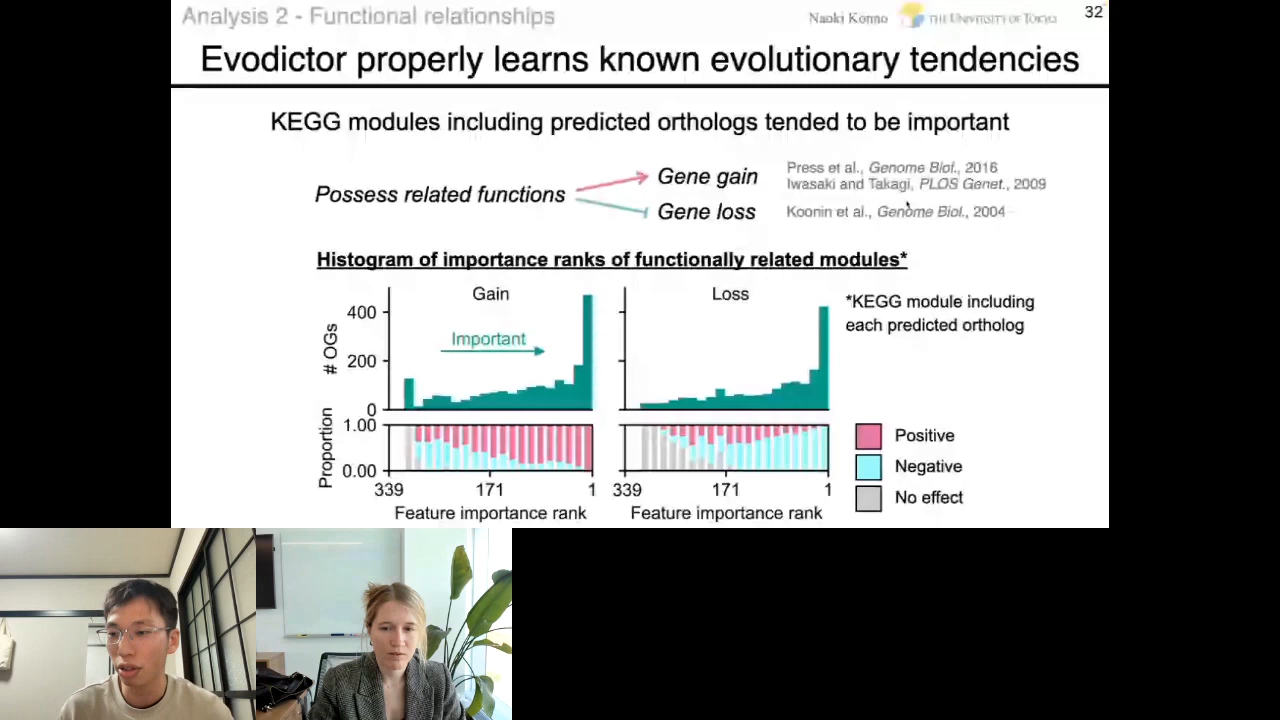 Analysis 2 - Functional relationships
Naoki Konno
THE UNIVERSITY OF TOKYO
32
Evodictor properly learns known evolutionary tendencies
KEGG modules including predicted orthologs tended to be important
Possess related functions
Gene gain
Gene loss
Press et al., Genome Biol., 2016
Iwasaki and Takagi, PLOS Genet., 2009
Koonin et al., Genome Biol., 2004
Histogram of importance ranks of functionally related modules*
Gain
Loss
*KEGG module including
each predicted ortholog
Important
# OGs
400
200
0
Proportion
1.00
0.00
339
171
1
339
171
1
Feature importance rank
Feature importance rank
Positive
Negative
No effect